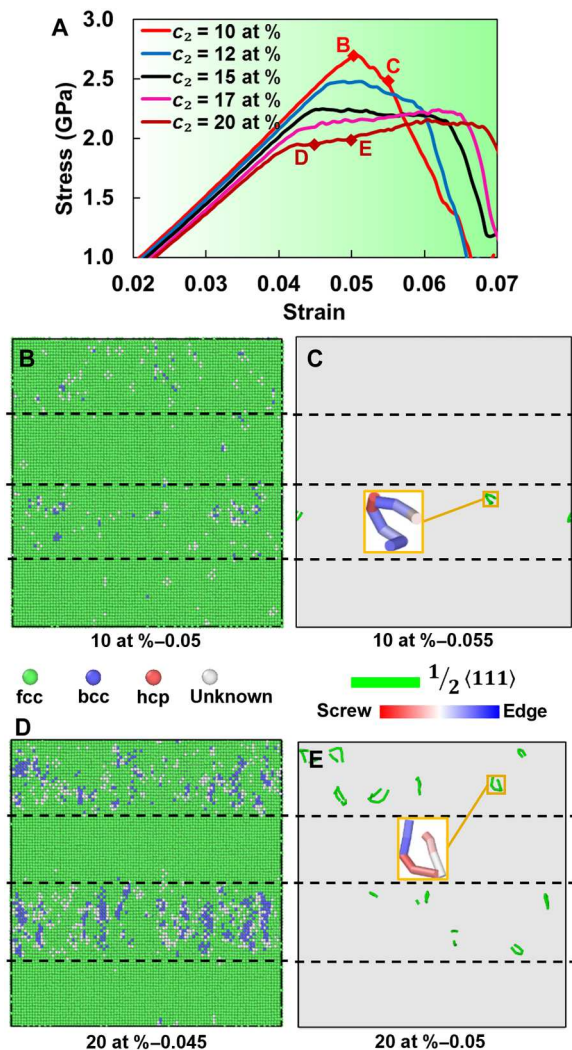 A
c₂ = 10 at %
c₂ = 12 at %
c₂ = 15 at %
c₂ = 17 at %
c₂ = 20 at %
B
C
D
E
3.0
2.5
2.0
1.5
1.0
Stress (GPa)
0.02 0.03 0.04 0.05 0.06 0.07
Strain
B
C
10 at %–0.05
10 at %–0.055
fcc bcc hcp Unknown
1/2 ⟨111⟩
Screw Edge
D
E
20 at %–0.045
20 at %–0.05